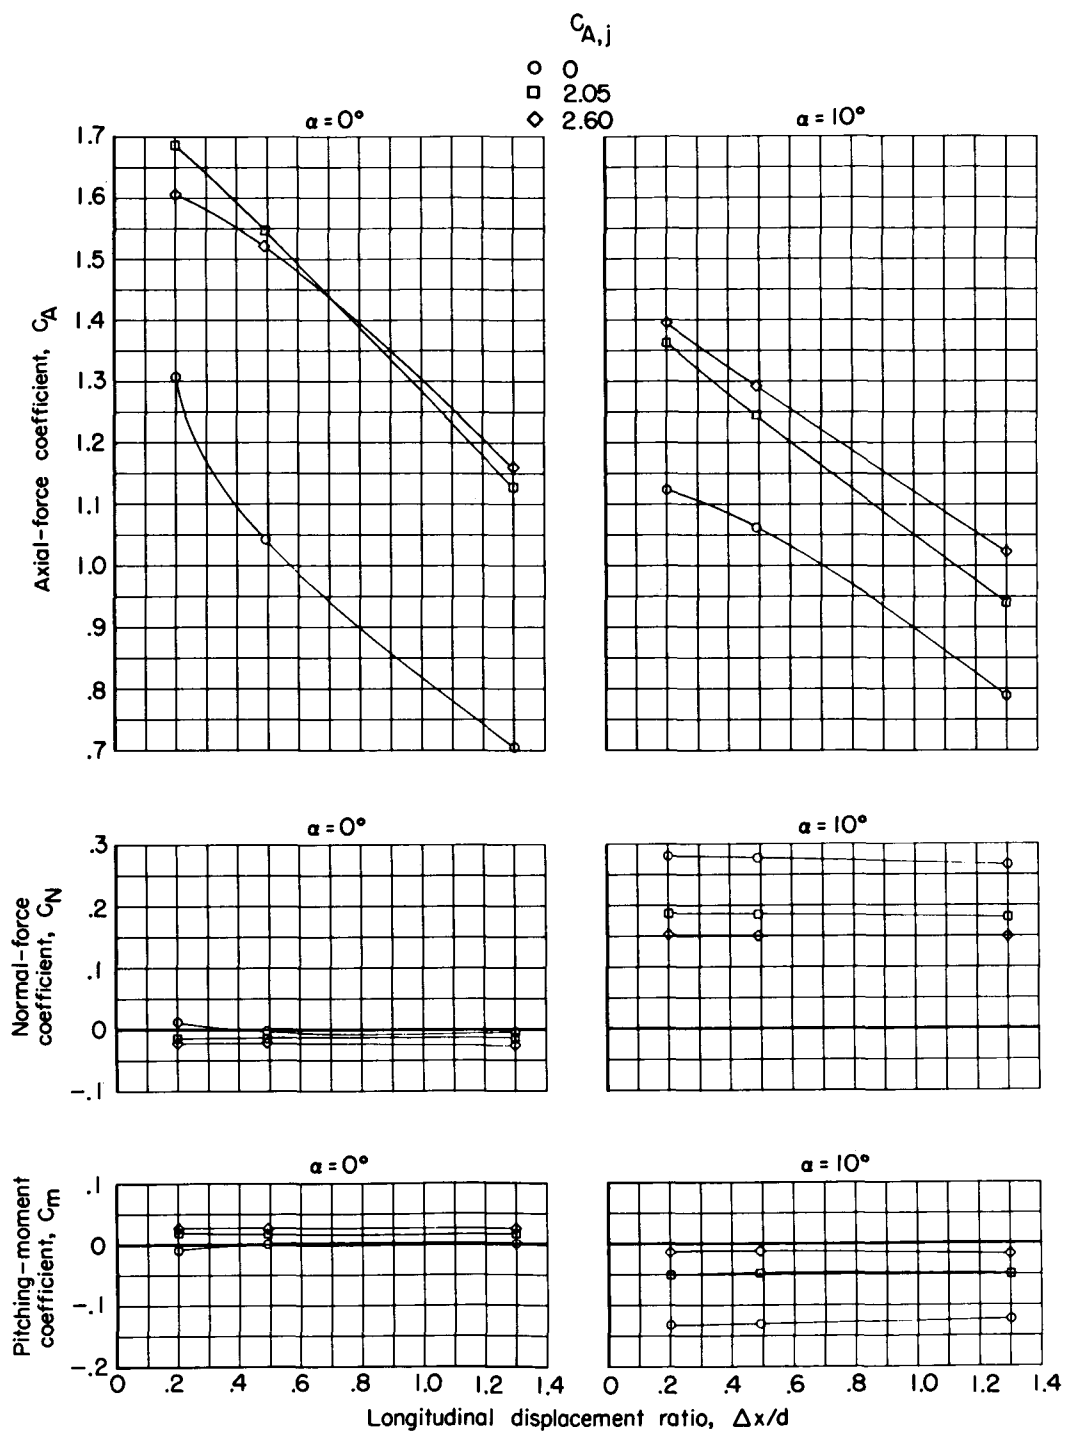 C_A,j
0
2.05
2.60
α = 0°
α = 10°
1.7
1.6
1.5
1.4
1.3
1.2
1.1
1.0
.9
.8
.7
Axial-force coefficient, C_A
α = 0°
α = 10°
.3
.2
.1
0
-.1
Normal-force
coefficient, C_N
α = 0°
α = 10°
.1
0
-.1
-.2
Pitching-moment
coefficient, C_m
0 .2 .4 .6 .8 1.0 1.2 1.4
0 .2 .4 .6 .8 1.0 1.2 1.4
Longitudinal displacement ratio, Δx/d